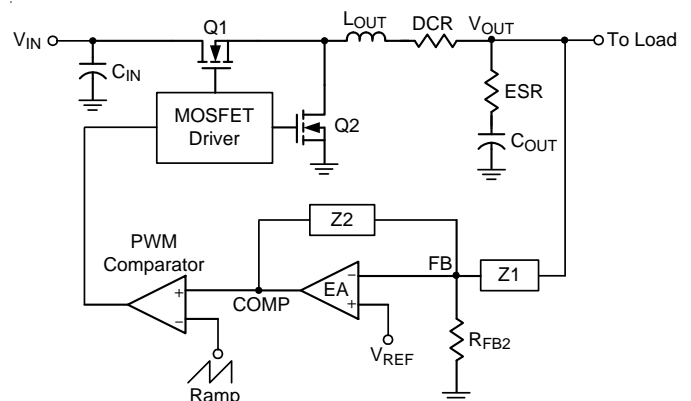 Q1
LOUT
DCR
VOUT
VIN
To Load
CIN
ESR
MOSFET
Driver
Q2
COUT
Z2
PWM
Comparator
FB
Z1
+
COMP
EA
−
+
−
VREF
RFB2
Ramp